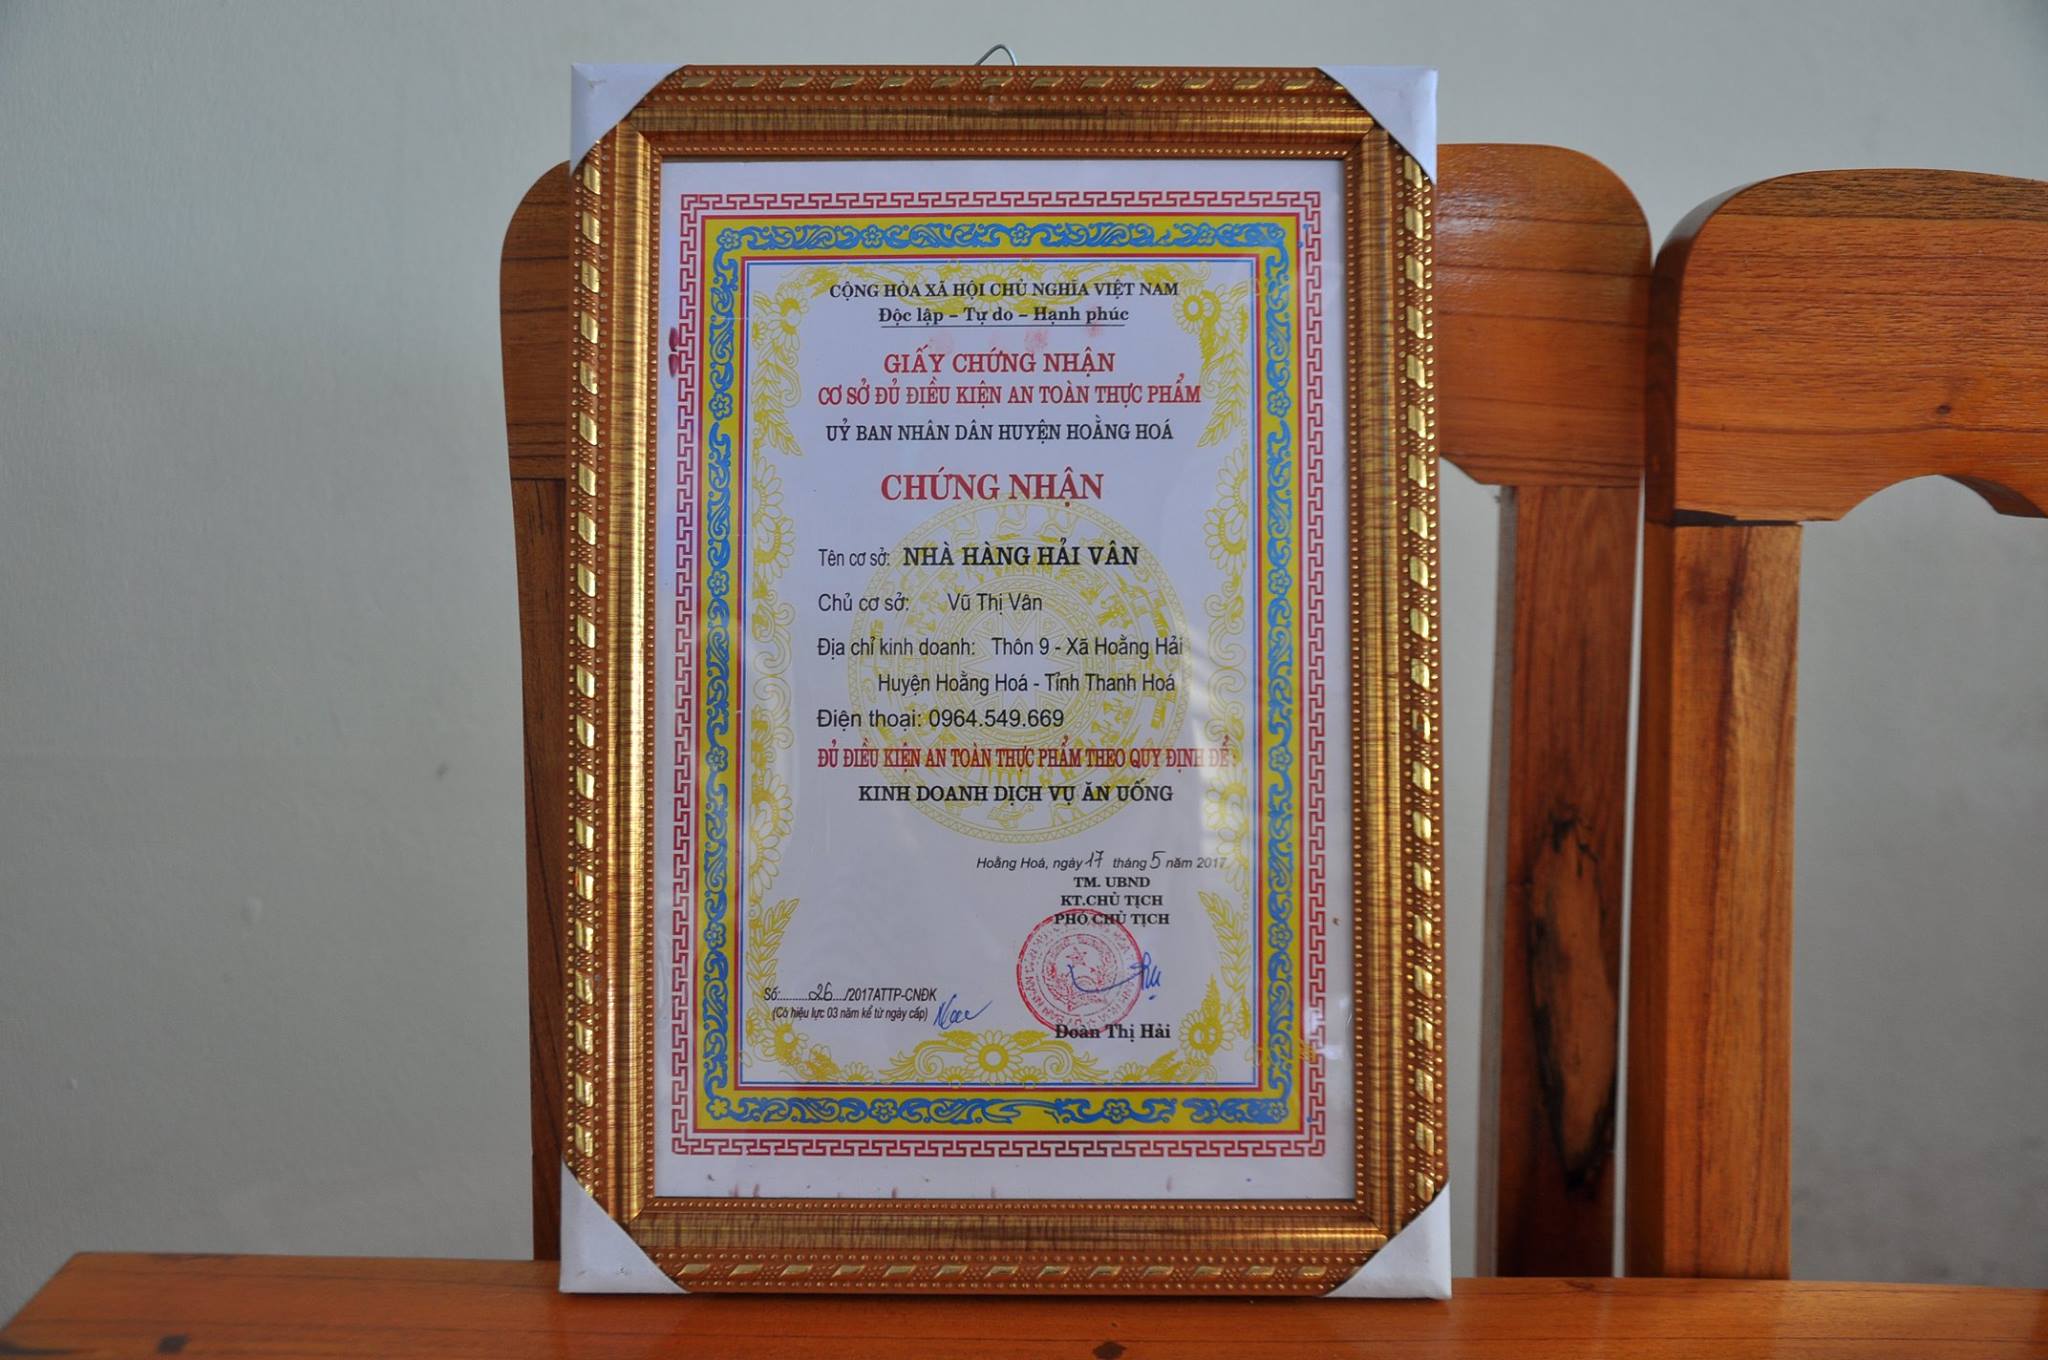 CỘNG HÒA XÃ HỘI CHỦ NGHĨA VIỆT NAM
Độc lập – Tự do – Hạnh phúc
GIẤY CHỨNG NHẬN
CƠ SỞ ĐỦ ĐIỀU KIỆN AN TOÀN THỰC PHẨM
UỶ BAN NHÂN DÂN HUYỆN HOẰNG HOÁ
CHỨNG NHẬN
Tên cơ sở: NHÀ HÀNG HẢI VÂN
Chủ cơ sở: Vũ Thị Vân
Địa chỉ kinh doanh: Thôn 9 - Xã Hoằng Hải
Huyện Hoằng Hoá - Tỉnh Thanh Hoá
Điện thoại: 0964.549.669
ĐỦ ĐIỀU KIỆN AN TOÀN THỰC PHẨM THEO QUY ĐỊNH ĐỂ:
KINH DOANH DỊCH VỤ ĂN UỐNG
Hoằng Hoá, ngày 17 tháng 5 năm 2017
TM. UBND
KT.CHỦ TỊCH
PHÓ CHỦ TỊCH
Số:..........26..../2017ATTP-CNĐK
(Có hiệu lực 03 năm kể từ ngày cấp)
Đoàn Thị Hải